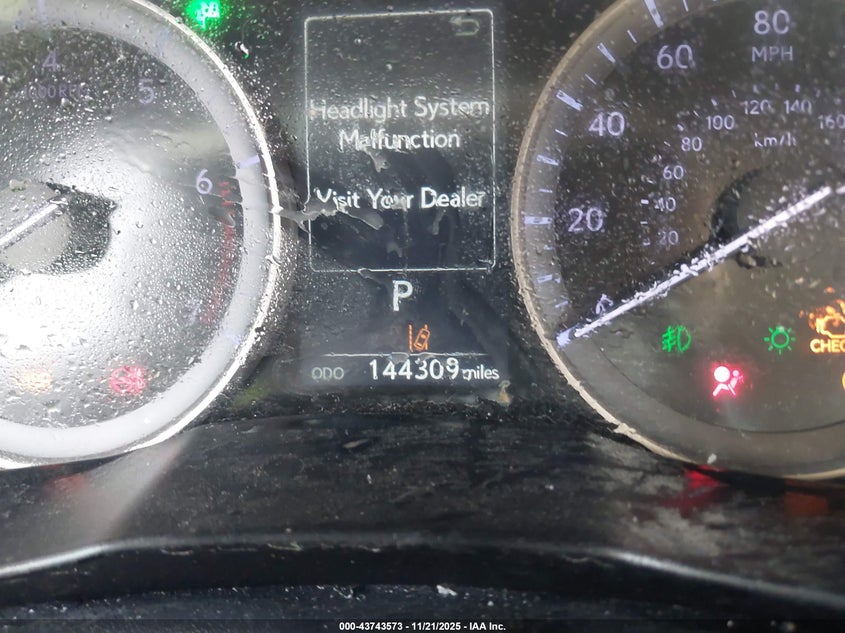 4
5
6
Headlight System
Malfunction
Visit Your Dealer
P
ODO 144309 miles
80
MPH
60
40
20
160
140
120
100
km/h
80
60
40
20
CHECK
000-43743573 - 11/21/2025 - IAA Inc.